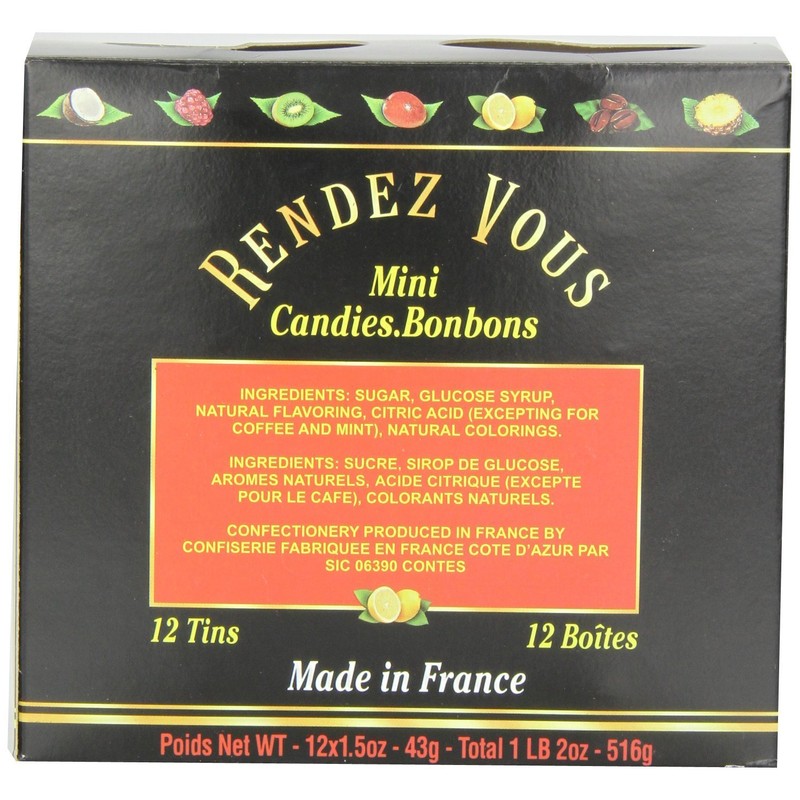 RENDEZ VOUS
Mini
Candies.Bonbons
INGREDIENTS: SUGAR, GLUCOSE SYRUP,
NATURAL FLAVORING, CITRIC ACID (EXCEPTING FOR
COFFEE AND MINT), NATURAL COLORINGS.
INGREDIENTS: SUCRE, SIROP DE GLUCOSE,
AROMES NATURELS, ACIDE CITRIQUE (EXCEPTE
POUR LE CAFE), COLORANTS NATURELS.
CONFECTIONERY PRODUCED IN FRANCE BY
CONFISERIE FABRIQUEE EN FRANCE COTE D'AZUR PAR
SIC 06390 CONTES
12 Tins
12 Boîtes
Made in France
Poids Net WT - 12x1.5oz - 43g - Total 1 LB 2oz - 516g